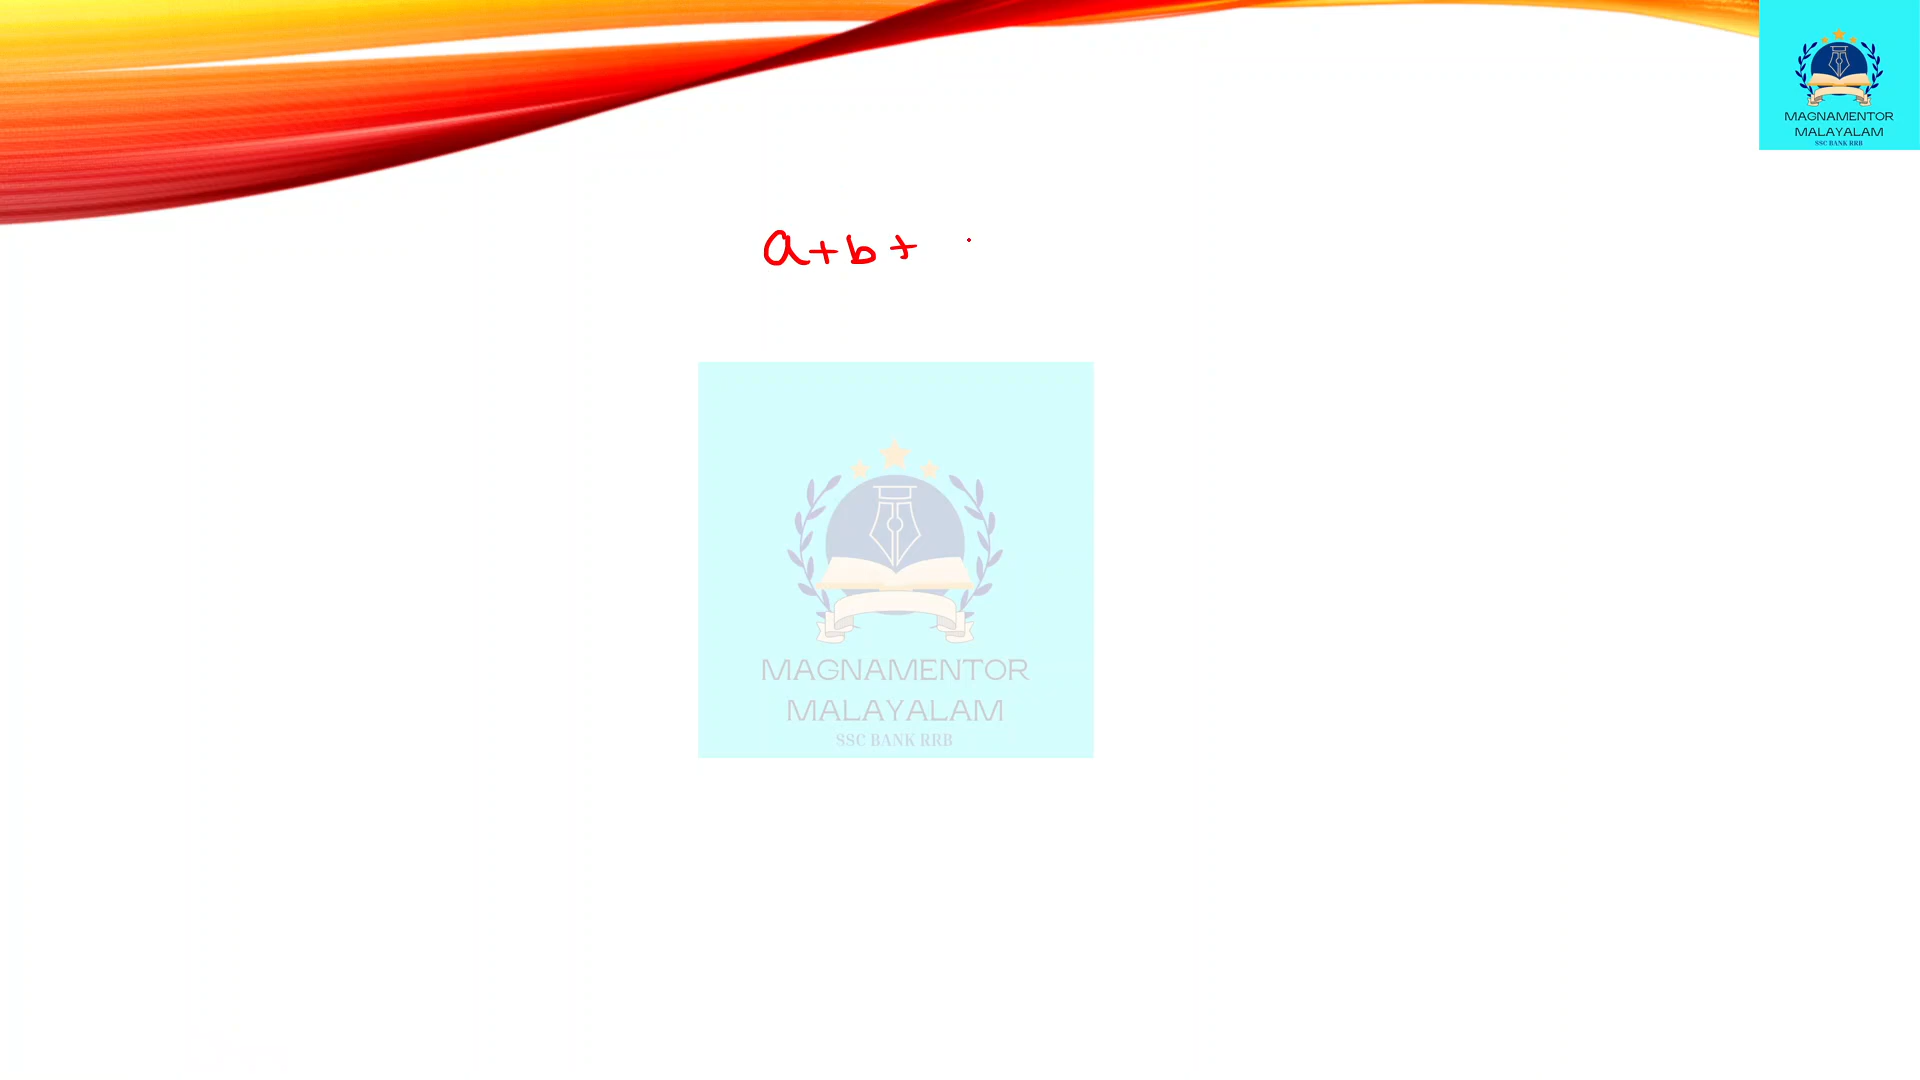 MAGNAMENTOR
MALAYALAM
SSC BANK RRB
a+b+
MAGNAMENTOR
MALAYALAM
SSC BANK RRB